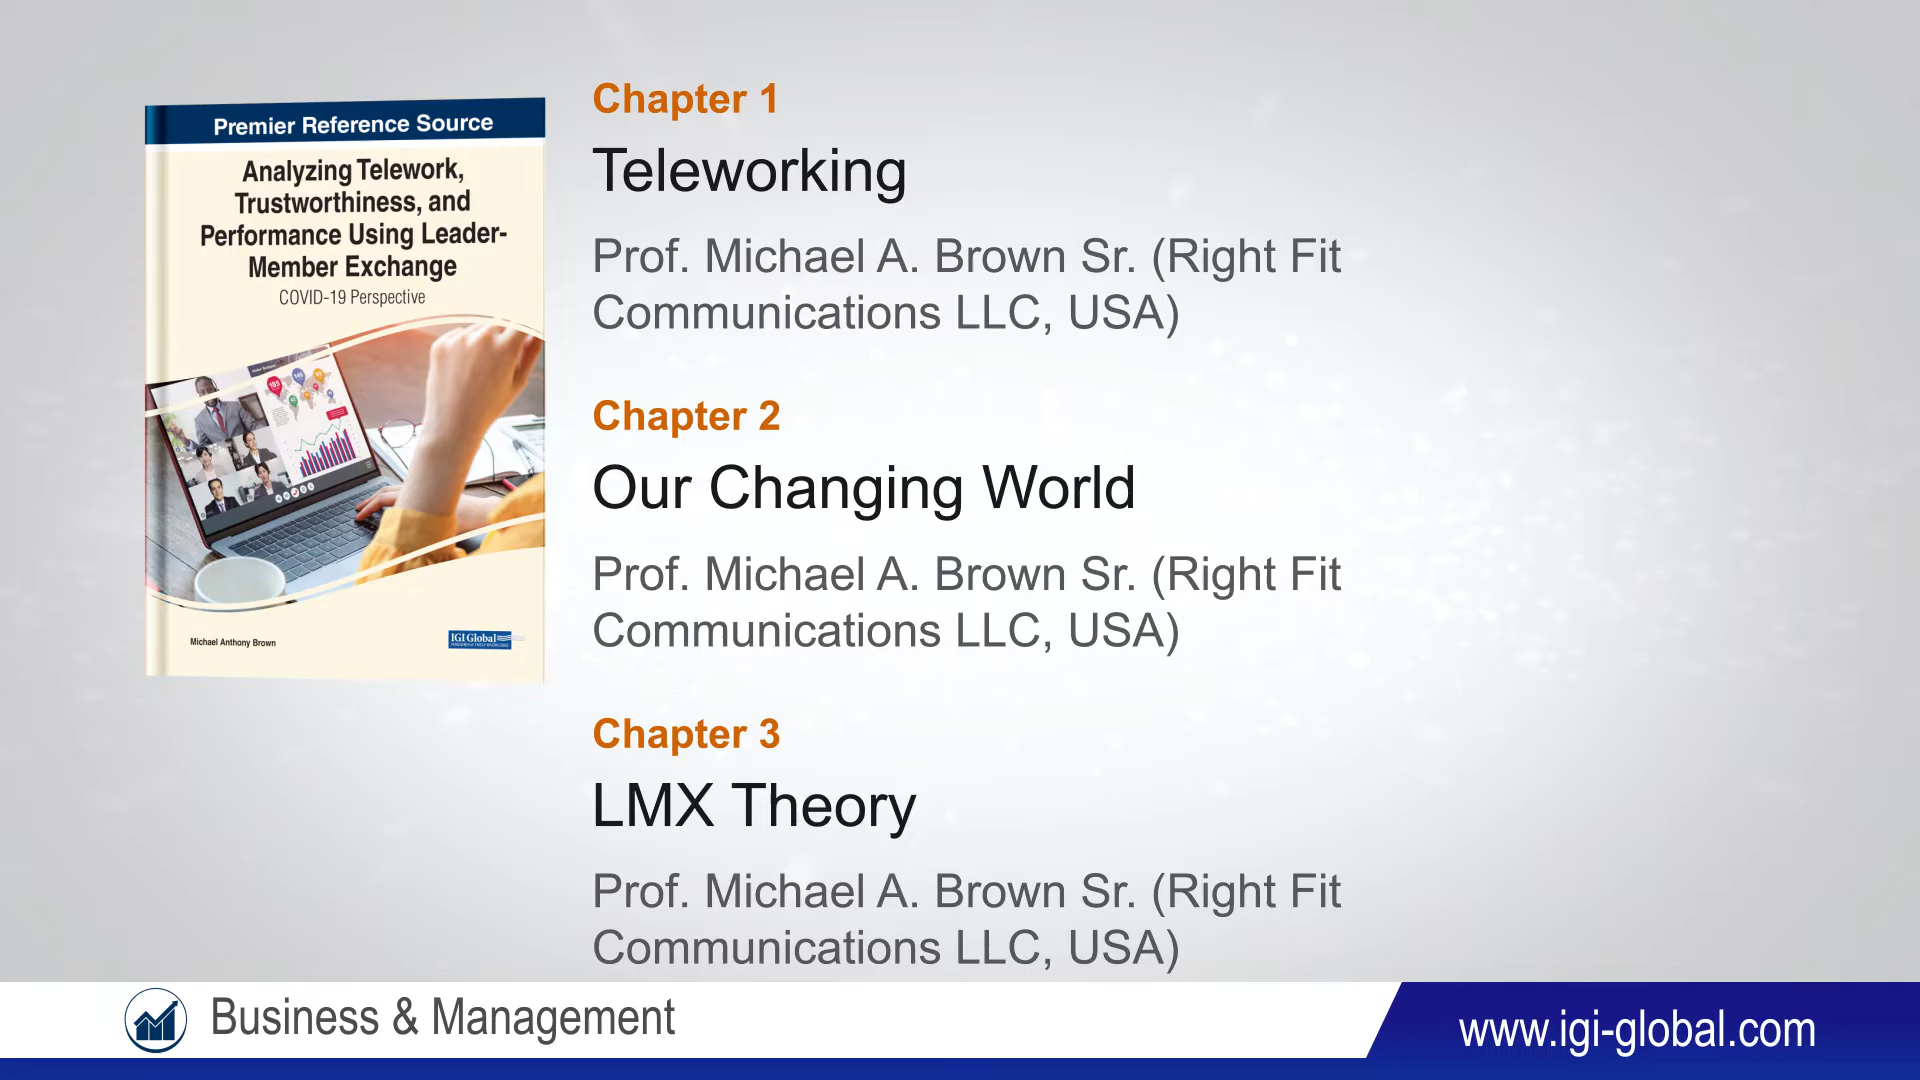 Premier Reference Source
Analyzing Telework,
Trustworthiness, and
Performance Using Leader-
Member Exchange
COVID-19 Perspective
Michael Anthony Brown
IGI Global
Chapter 1
Teleworking
Prof. Michael A. Brown Sr. (Right Fit
Communications LLC, USA)
Chapter 2
Our Changing World
Prof. Michael A. Brown Sr. (Right Fit
Communications LLC, USA)
Chapter 3
LMX Theory
Prof. Michael A. Brown Sr. (Right Fit
Communications LLC, USA)
Business & Management
www.igi-global.com